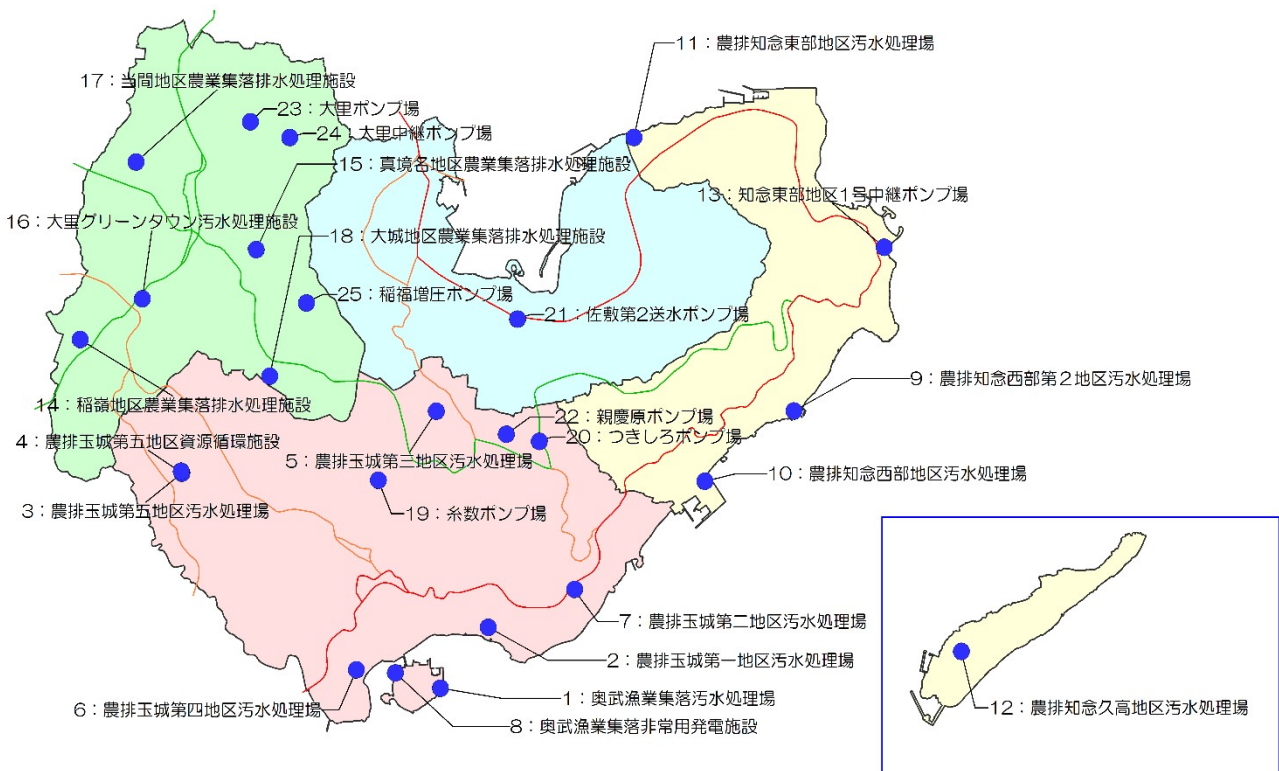 11：農排知念東部地区汚水処理場
17：当間地区農業集落排水処理施設
23：大里ポンプ場
24：大里中継ポンプ場
15：真境名地区農業集落排水処理施設
13：知念東部地区1号中継ポンプ場
16：大里グリーンタウン汚水処理施設
18：大城地区農業集落排水処理施設
25：稲福増圧ポンプ場
21：佐敷第2送水ポンプ場
9：農排知念西部第２地区汚水処理場
14：稲嶺地区農業集落排水処理施設
22：親慶原ポンプ場
20：つきしろポンプ場
4：農排玉城第五地区資源循環施設
5：農排玉城第三地区汚水処理場
10：農排知念西部地区汚水処理場
3：農排玉城第五地区汚水処理場
19：糸数ポンプ場
7：農排玉城第二地区汚水処理場
2：農排玉城第一地区汚水処理場
1：奥武漁業集落汚水処理場
6：農排玉城第四地区汚水処理場
12：農排知念久高地区汚水処理場
8：奥武漁業集落非常用発電施設